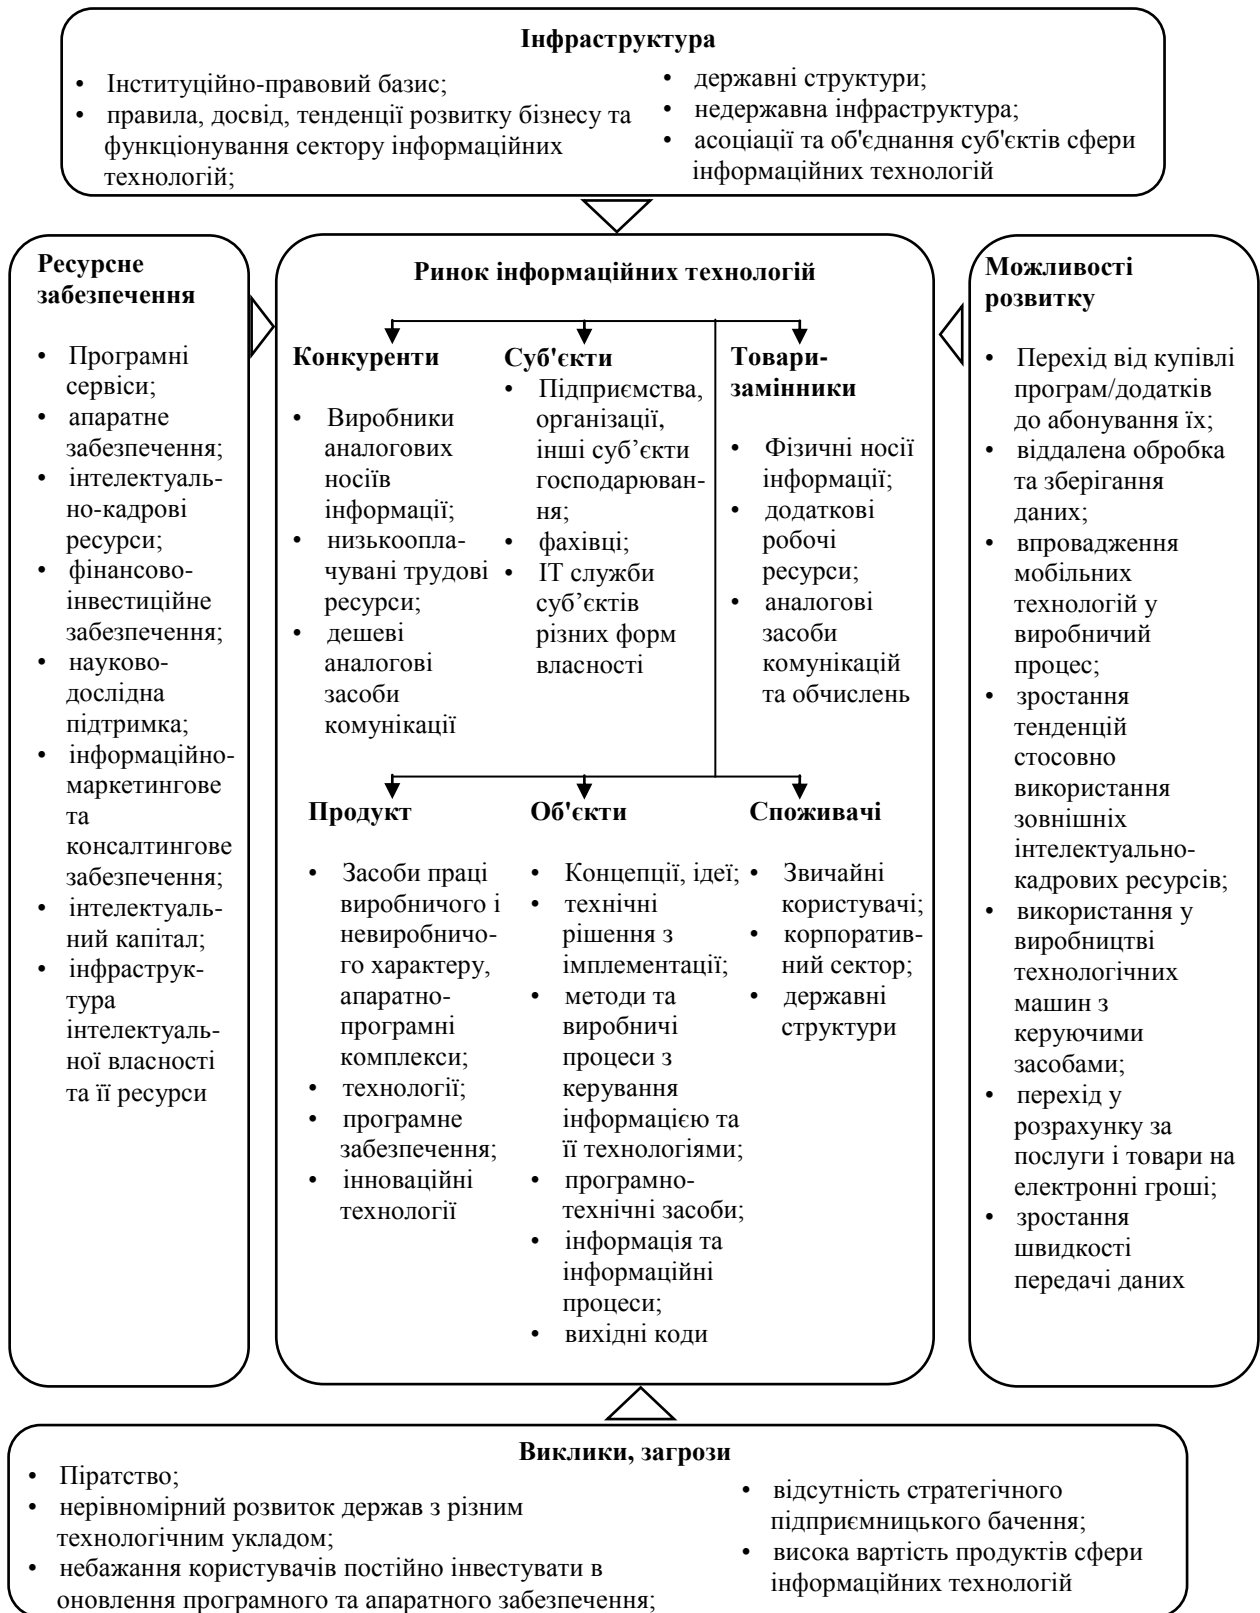 Інфраструктура
• Інституційно-правовий базис;
• правила, досвід, тенденції розвитку бізнесу та
функціонування сектору інформаційних
технологій;
• державні структури;
• недержавна інфраструктура;
• асоціації та об'єднання суб'єктів сфери
інформаційних технологій
Ресурсне
забезпечення
• Програмні
сервіси;
• апаратне
забезпечення;
• інтелектуаль-
но-кадрові
ресурси;
• фінансово-
інвестиційне
забезпечення;
• науково-
дослідна
підтримка;
• інформаційно-
маркетингове
та
консалтингове
забезпечення;
• інтелектуаль-
ний капітал;
• інфраструк-
тура
інтелектуаль-
ної власності
та її ресурси
Ринок інформаційних технологій
Конкуренти
• Виробники
аналогових
носіїв
інформації;
• низькоопла-
чувані трудові
ресурси;
• дешеві
аналогові
засоби
комунікації
Суб'єкти
• Підприємства,
організації,
інші суб’єкти
господарюван-
ня;
• фахівці;
• ІТ служби
суб’єктів
різних форм
власності
Товари-
замінники
• Фізичні носії
інформації;
• додаткові
робочі
ресурси;
• аналогові
засоби
комунікацій
та обчислень
Продукт
• Засоби праці
виробничого і
невиробничо-
го характеру,
апаратно-
програмні
комплекси;
• технології;
• програмне
забезпечення;
• інноваційні
технології
Об'єкти
• Концепції, ідеї;
• технічні
рішення з
імплементації;
• методи та
виробничі
процеси з
керування
інформацією та
її технологіями;
• програмно-
технічні засоби;
• інформація та
інформаційні
процеси;
• вихідні коди
Споживачі
• Звичайні
користувачі;
• корпоратив-
ний сектор;
• державні
структури
Можливості
розвитку
• Перехід від купівлі
програм/додатків
до абонування їх;
• віддалена обробка
та зберігання
даних;
• впровадження
мобільних
технологій у
виробничий
процес;
• зростання
тенденцій
стосовно
використання
зовнішніх
інтелектуально-
кадрових ресурсів;
• використання у
виробництві
технологічних
машин з
керуючими
засобами;
• перехід у
розрахунку за
послуги і товари на
електронні гроші;
• зростання
швидкості
передачі даних
Виклики, загрози
• Піратство;
• нерівномірний розвиток держав з різним
технологічним укладом;
• небажання користувачів постійно інвестувати в
оновлення програмного та апаратного забезпечення;
• відсутність стратегічного
підприємницького бачення;
• висока вартість продуктів сфери
інформаційних технологій